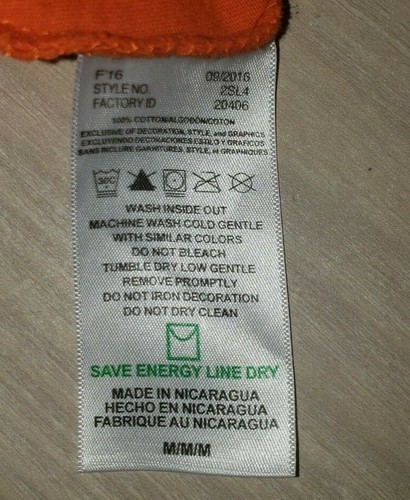 F'16 09/2016
STYLE NO. 2SL4
FACTORY ID 20406
100% COTTON/ALGODÓN/COTON
EXCLUSIVE OF DECORATION, STYLE, and GRAPHICS
EXCLUYENDO DECORACIONES ESTILO Y GRAFICOS
SANS INCLURE GARNITURES, STYLE, et GRAPHIQUES
30C
WASH INSIDE OUT
MACHINE WASH COLD GENTLE
WITH SIMILAR COLORS
DO NOT BLEACH
TUMBLE DRY LOW GENTLE
REMOVE PROMPTLY
DO NOT IRON DECORATION
DO NOT DRY CLEAN
SAVE ENERGY LINE DRY
MADE IN NICARAGUA
HECHO EN NICARAGUA
FABRIQUE AU NICARAGUA
M/M/M